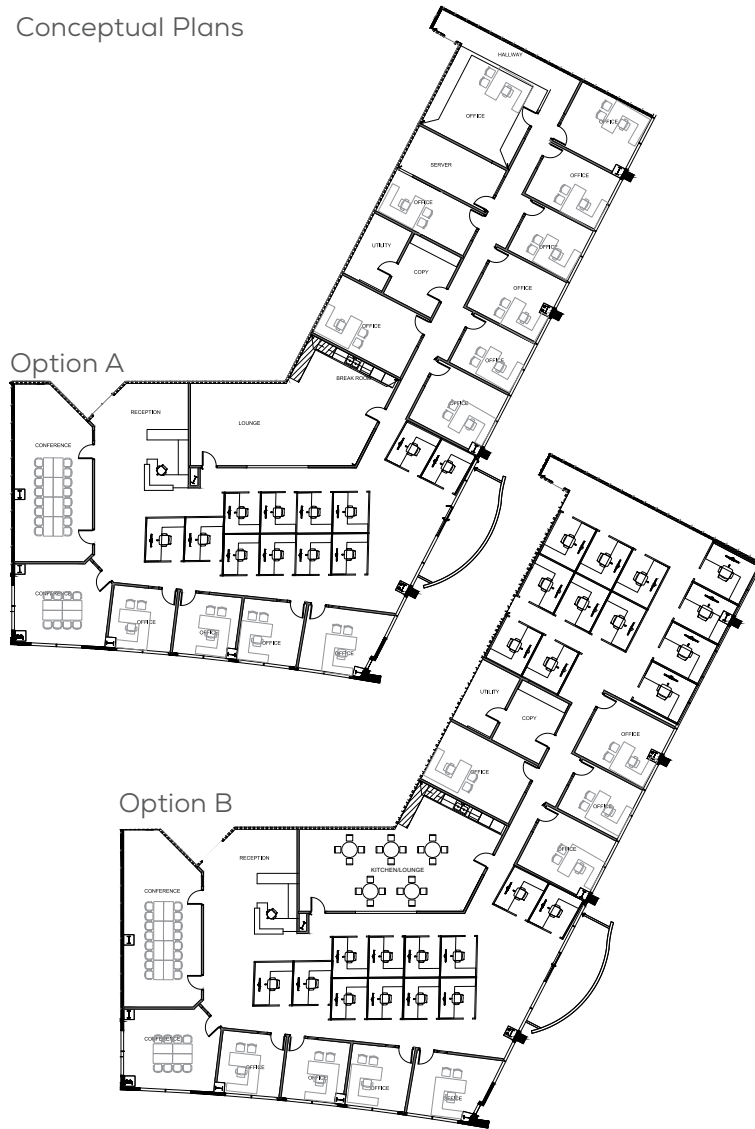 Conceptual Plans
HALLWAY
OFFICE
OFFICE
SERVER
OFFICE
OFFICE
OFFICE
UTILITY
COPY
OFFICE
OFFICE
OFFICE
Option A
BREAK ROOM
OFFICE
RECEPTION
LOUNGE
CONFERENCE
CONFERENCE
OFFICE
OFFICE
OFFICE
OFFICE
UTILITY
COPY
OFFICE
OFFICE
OFFICE
Option B
OFFICE
RECEPTION
KITCHEN/LOUNGE
CONFERENCE
CONFERENCE
OFFICE
OFFICE
OFFICE
OFFICE